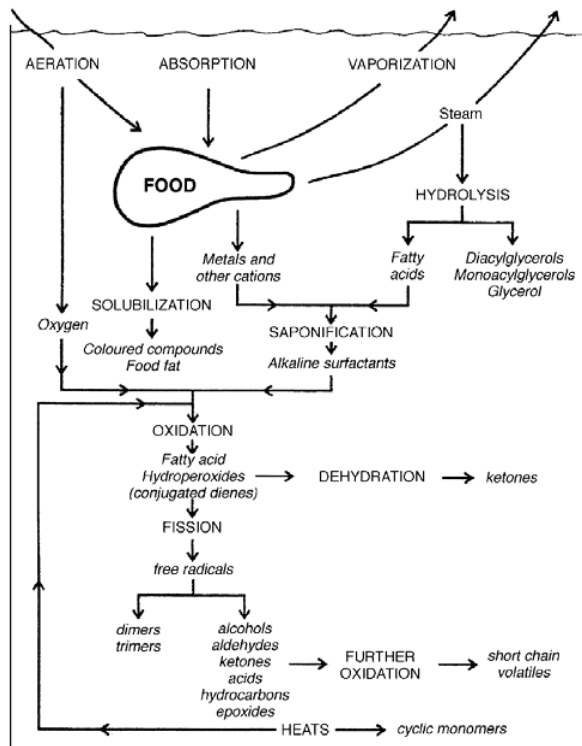 AERATION
ABSORPTION
VAPORIZATION
Steam
FOOD
HYDROLYSIS
Metals and
other cations
Fatty
acids
Diacylglycerols
Monoacylglycerols
Glycerol
SOLUBILIZATION
Oxygen
SAPONIFICATION
Coloured compounds
Food fat
Alkaline surfactants
OXIDATION
Fatty acid
Hydroperoxides
(conjugated dienes)
DEHYDRATION
ketones
FISSION
free radicals
dimers
trimers
alcohols
aldehydes
ketones
acids
hydrocarbons
epoxides
FURTHER
OXIDATION
short chain
volatiles
HEATS
cyclic monomers